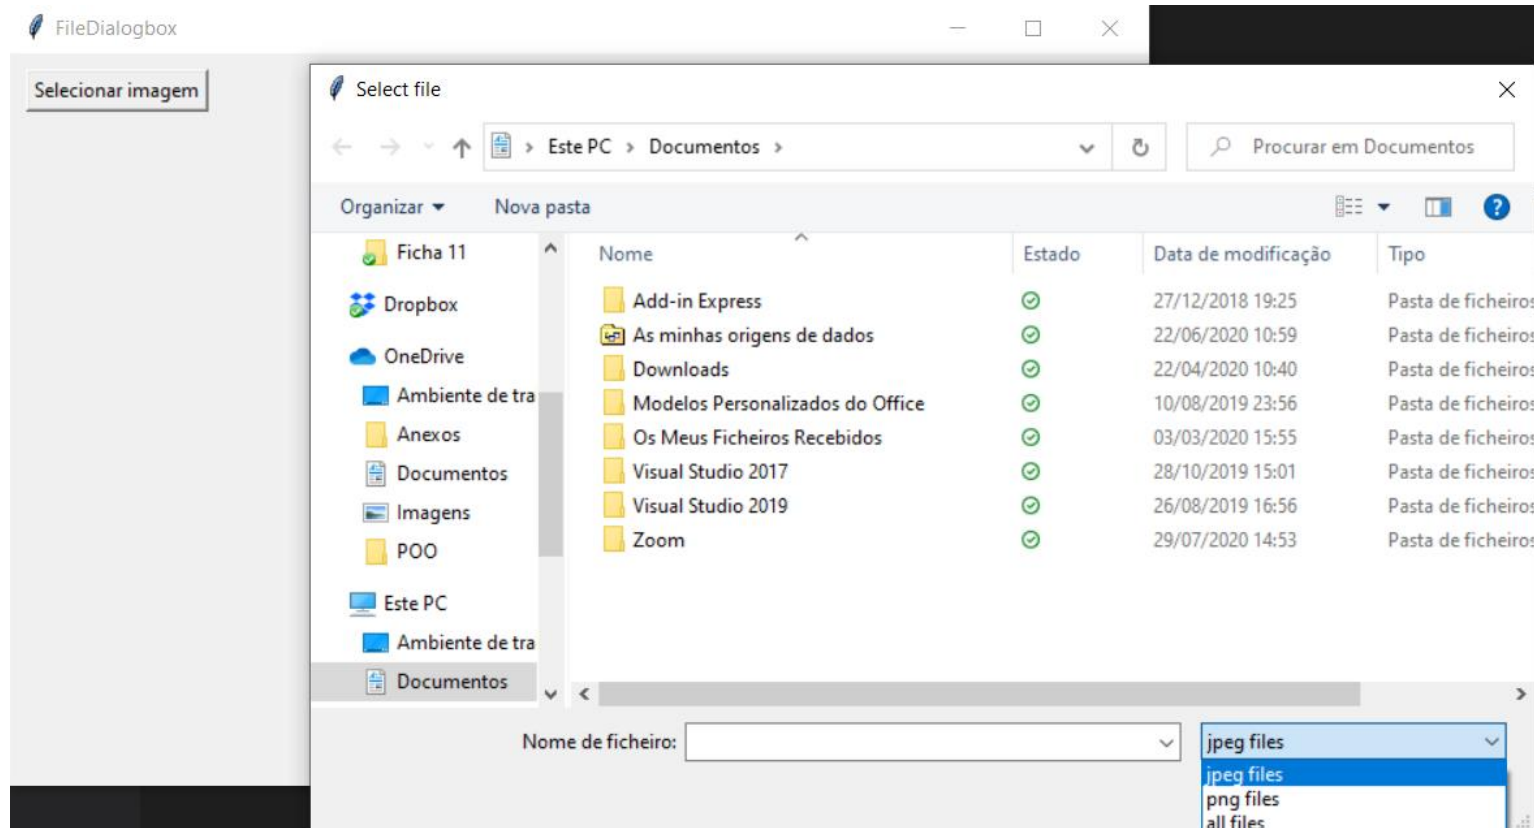 FileDialogbox
Selecionar imagem
Select file
Este PC > Documentos >
Procurar em Documentos
Organizar
Nova pasta
Ficha 11
Dropbox
OneDrive
Ambiente de tra
Anexos
Documentos
Imagens
POO
Este PC
Ambiente de tra
Documentos
Nome Estado Data de modificação Tipo
Add-in Express 27/12/2018 19:25 Pasta de ficheiros
As minhas origens de dados 22/06/2020 10:59 Pasta de ficheiros
Downloads 22/04/2020 10:40 Pasta de ficheiros
Modelos Personalizados do Office 10/08/2019 23:56 Pasta de ficheiros
Os Meus Ficheiros Recebidos 03/03/2020 15:55 Pasta de ficheiros
Visual Studio 2017 28/10/2019 15:01 Pasta de ficheiros
Visual Studio 2019 26/08/2019 16:56 Pasta de ficheiros
Zoom 29/07/2020 14:53 Pasta de ficheiros
Nome de ficheiro:
jpeg files
jpeg files
png files
all files